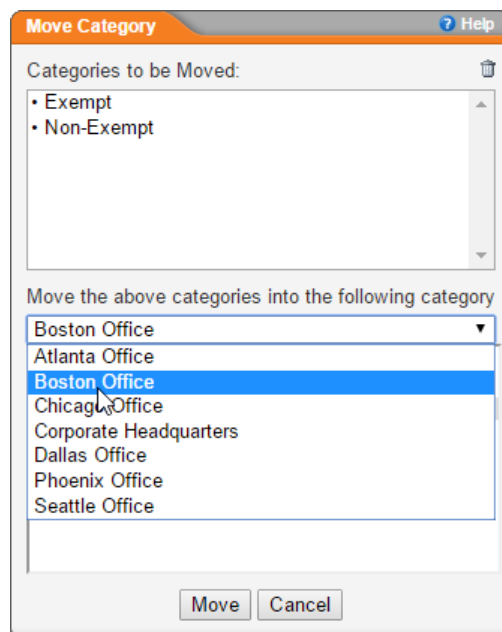 Move Category
Help
Categories to be Moved:
• Exempt
• Non-Exempt
Move the above categories into the following category
Boston Office
Atlanta Office
Boston Office
Chicago Office
Corporate Headquarters
Dallas Office
Phoenix Office
Seattle Office
Move Cancel